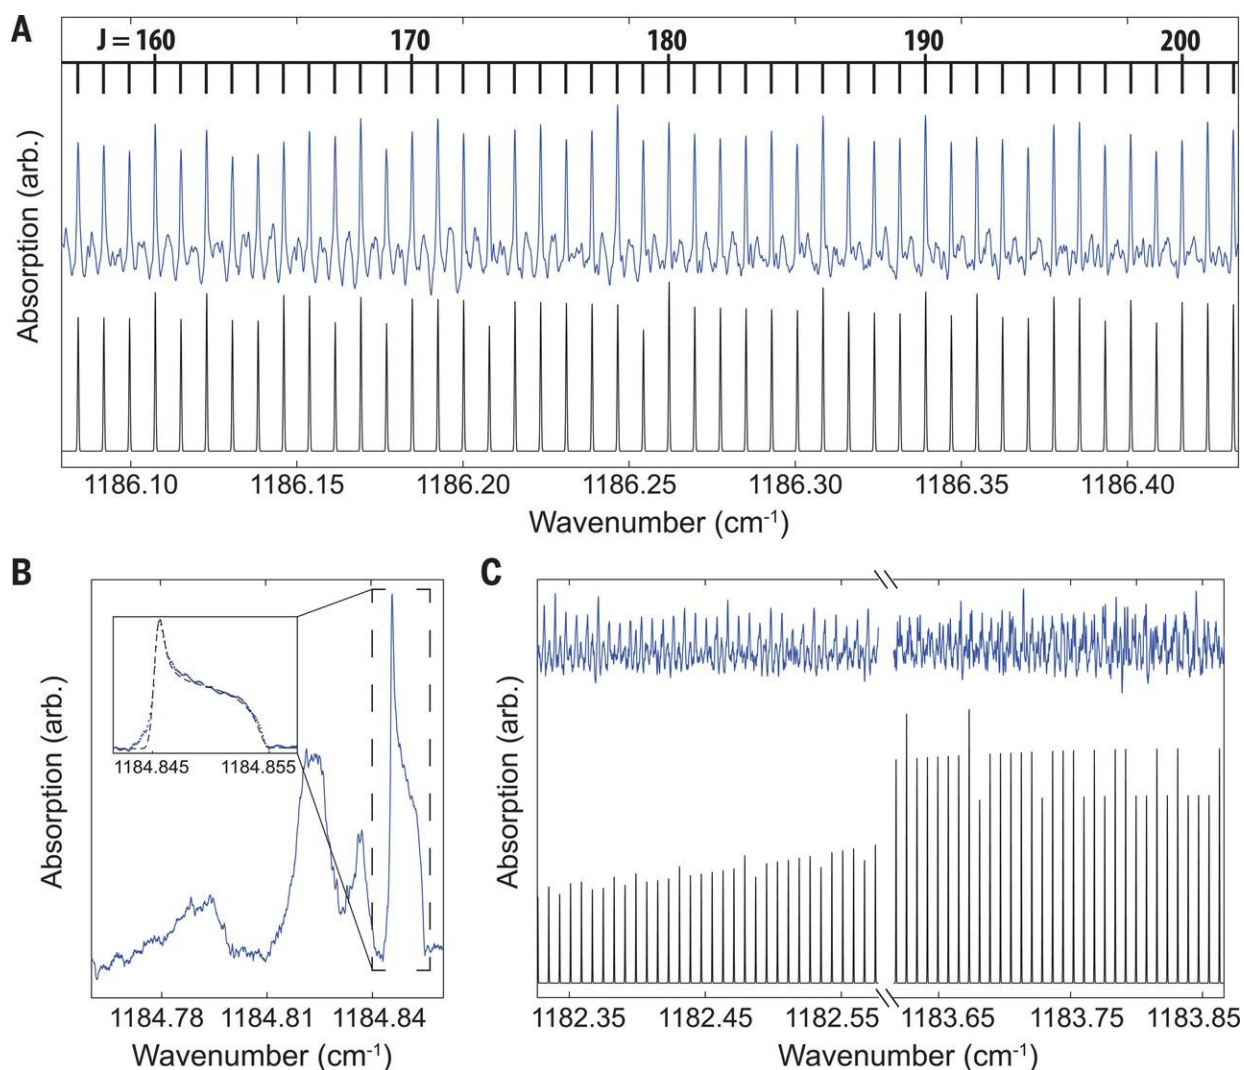 A
J = 160 170 180 190 200
Absorption (arb.)
1186.10 1186.15 1186.20 1186.25 1186.30 1186.35 1186.40
Wavenumber (cm-1)
B
Absorption (arb.)
1184.845 1184.855
1184.78 1184.81 1184.84
Wavenumber (cm-1)
C
Absorption (arb.)
1182.35 1182.45 1182.55 1183.65 1183.75 1183.85
Wavenumber (cm-1)